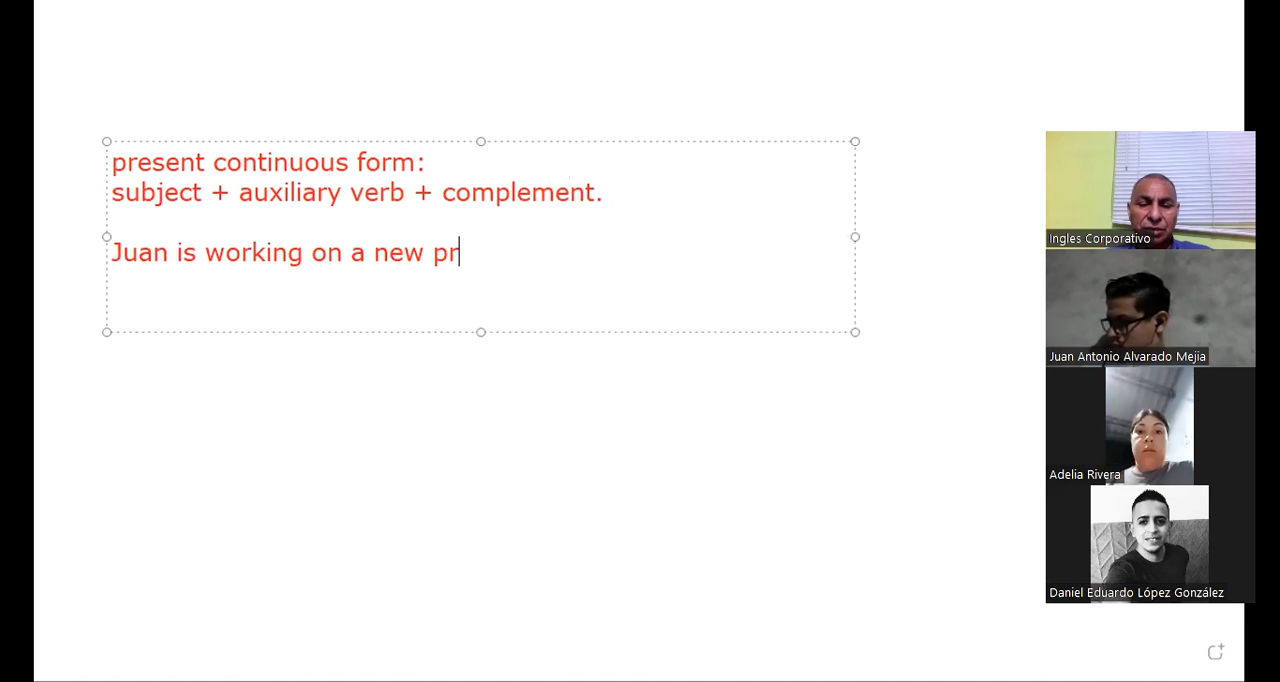 present continuous form:
subject + auxiliary verb + complement.
Juan is working on a new pr
Ingles Corporativo
Juan Antonio Alvarado Mejia
Adelia Rivera
Daniel Eduardo López González